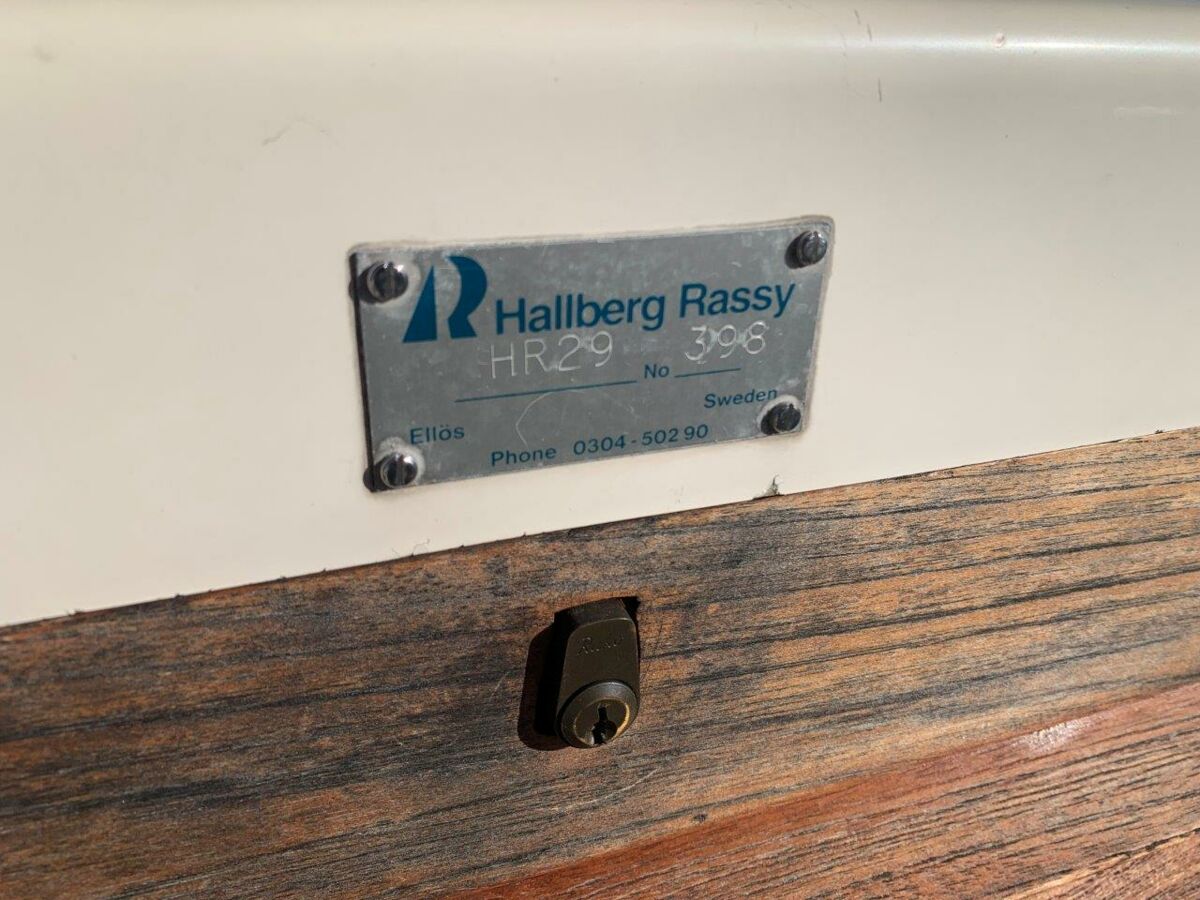 R Hallberg Rassy
HR29 No 398
Ellös Sweden
Phone 0304-502 90